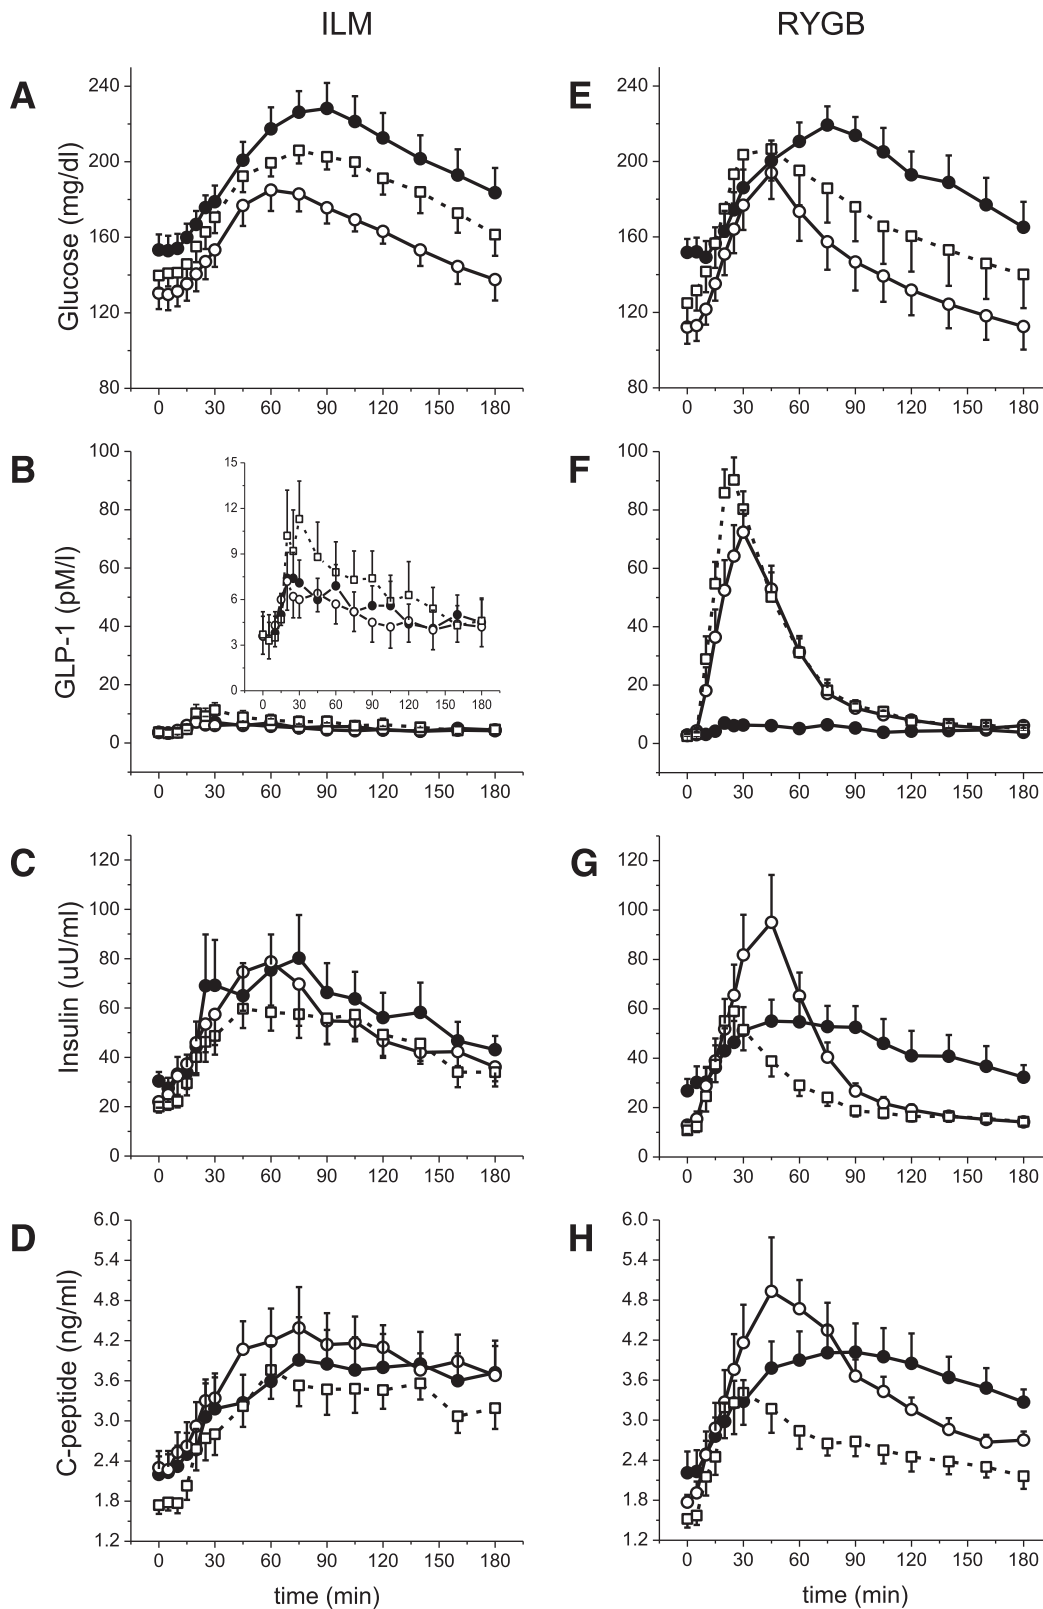 ILM
RYGB
A
Glucose (mg/dl)
240
200
160
120
80
0 30 60 90 120 150 180
E
240
200
160
120
80
0 30 60 90 120 150 180
B
GLP-1 (pM/l)
100
80
60
40
20
0
0 30 60 90 120 150 180
15
12
9
6
3
0
0 30 60 90 120 150 180
F
100
80
60
40
20
0
0 30 60 90 120 150 180
C
Insulin (uU/ml)
120
100
80
60
40
20
0
0 30 60 90 120 150 180
G
120
100
80
60
40
20
0
0 30 60 90 120 150 180
D
C-peptide (ng/ml)
6.0
5.4
4.8
4.2
3.6
3.0
2.4
1.8
1.2
0 30 60 90 120 150 180
time (min)
H
6.0
5.4
4.8
4.2
3.6
3.0
2.4
1.8
1.2
0 30 60 90 120 150 180
time (min)